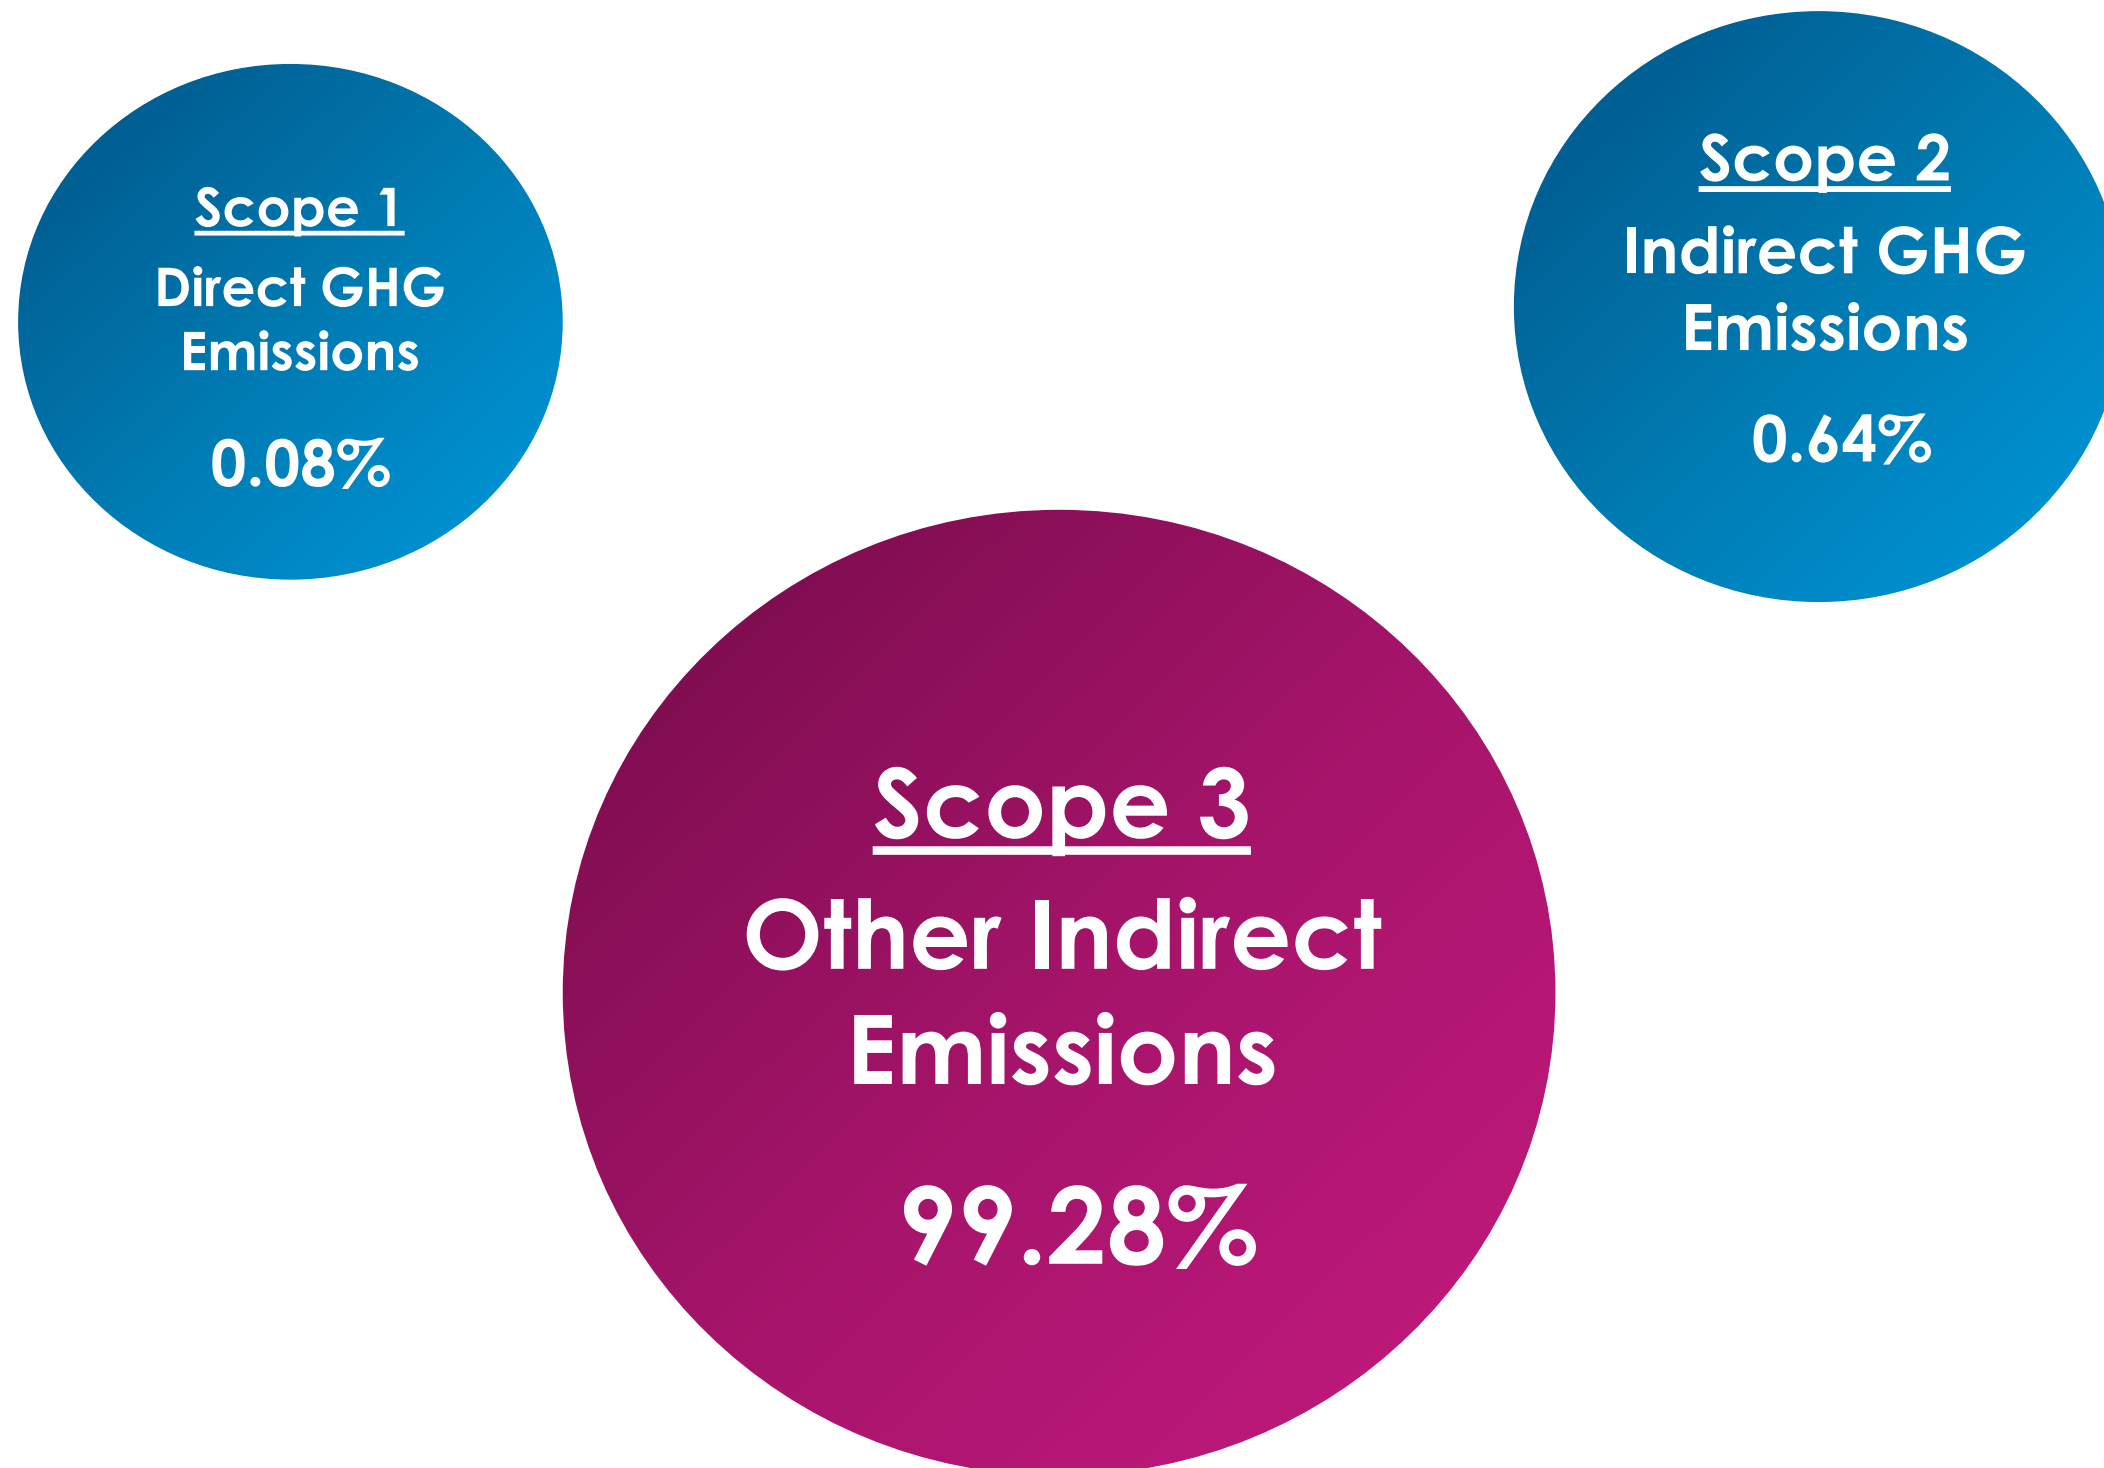 Scope 1
Direct GHG
Emissions
0.08%
Scope 2
Indirect GHG
Emissions
0.64%
Scope 3
Other Indirect
Emissions
99.28%